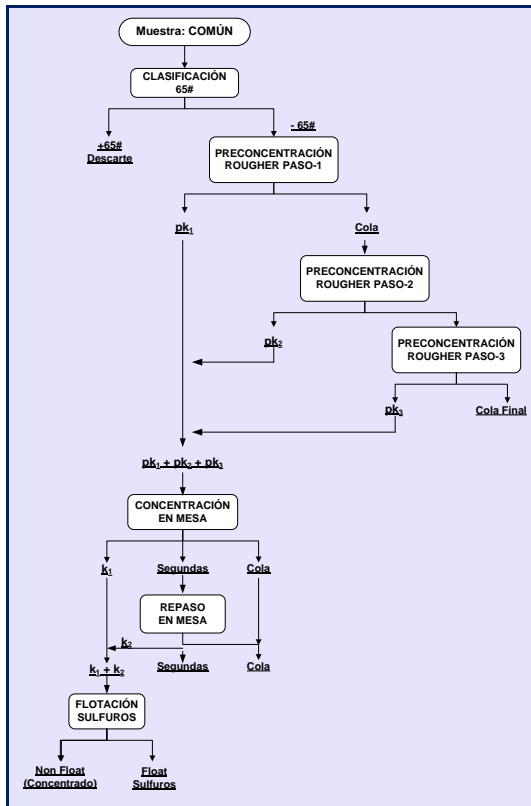 Muestra: COMÚN
CLASIFICACIÓN
65#
+65#
Descarte
- 65#
PRECONCENTRACIÓN
ROUGHER PASO-1
pk₁
Cola
PRECONCENTRACIÓN
ROUGHER PASO-2
pk₂
PRECONCENTRACIÓN
ROUGHER PASO-3
pk₃
Cola Final
pk₁ + pk₂ + pk₃
CONCENTRACIÓN
EN MESA
k₁
Segundas
Cola
REPASO
EN MESA
k₂
Segundas
Cola
k₁ + k₂
FLOTACIÓN
SULFUROS
Non Float
(Concentrado)
Float
Sulfuros